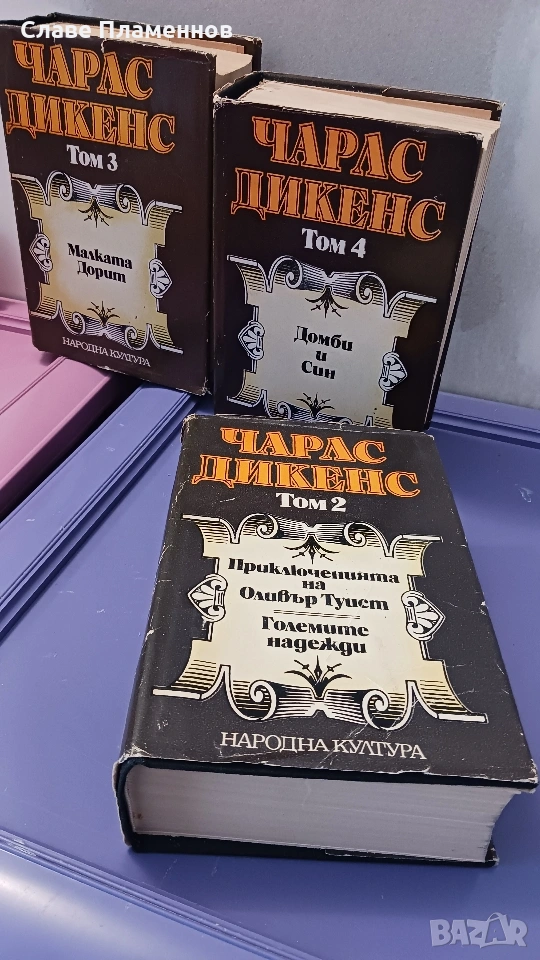 Славе Пламеннов
ЧАРЛС
ДИКЕНС
Том 3
Малката
Дорит
НАРОДНА КУЛТУРА
ЧАРЛС
ДИКЕНС
Том 4
Домби
и
Син
ЧАРЛС
ДИКЕНС
Том 2
Приключенията
на
Оливър Туист
Големите
надежди
НАРОДНА КУЛТУРА
BAZAR